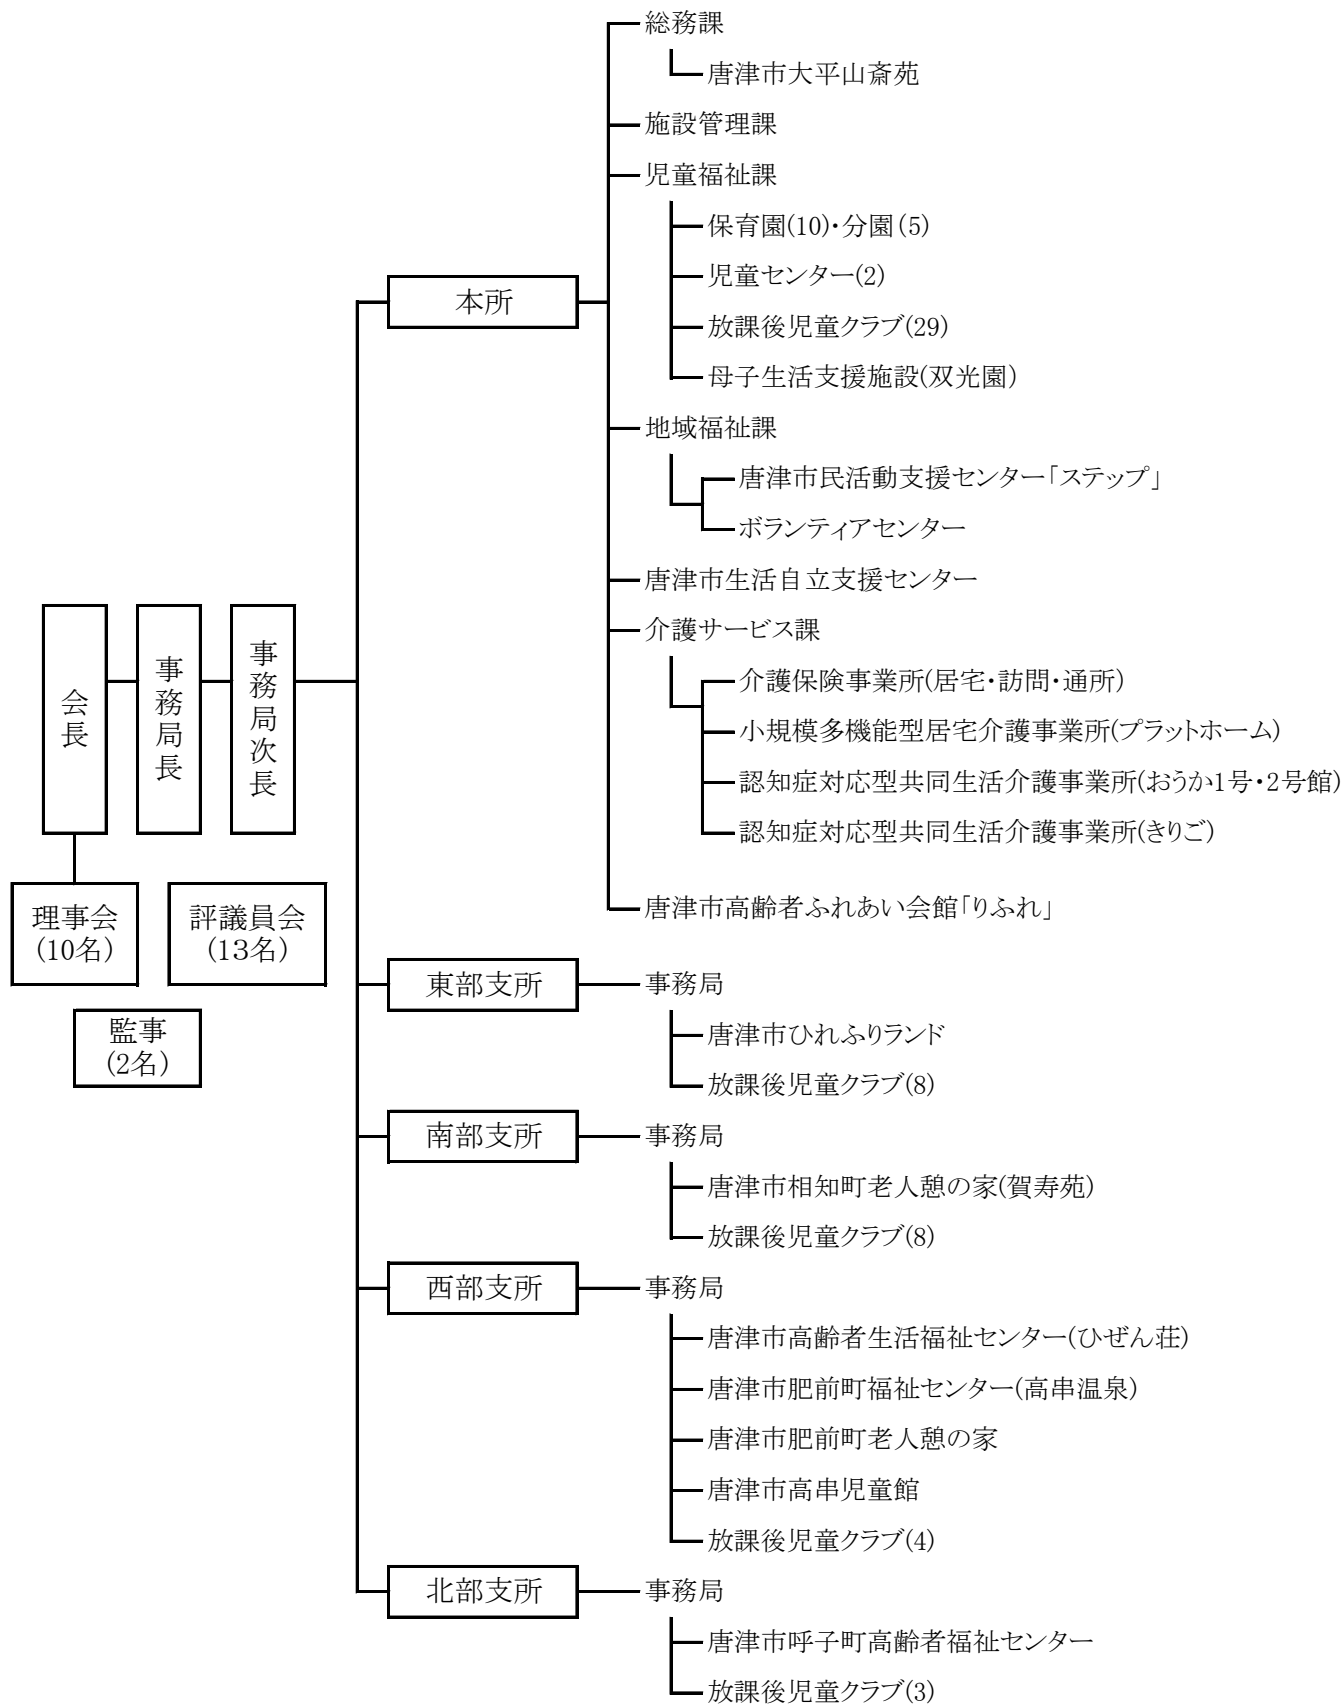 総務課
唐津市大平山斎苑
施設管理課
児童福祉課
保育園(10)・分園(5)
児童センター(2)
放課後児童クラブ(29)
母子生活支援施設(双光園)
本所
地域福祉課
唐津市民活動支援センター「ステップ」
ボランティアセンター
唐津市生活自立支援センター
介護サービス課
介護保険事業所(居宅・訪問・通所)
小規模多機能型居宅介護事業所(プラットホーム)
認知症対応型共同生活介護事業所(おうか1号・2号館)
認知症対応型共同生活介護事業所(きりご)
唐津市高齢者ふれあい会館「りふれ」
会長
事務局長
事務局次長
理事会
(10名)
評議員会
(13名)
監事
(2名)
東部支所
事務局
唐津市ひれふりランド
放課後児童クラブ(8)
南部支所
事務局
唐津市相知町老人憩の家(賀寿苑)
放課後児童クラブ(8)
西部支所
事務局
唐津市高齢者生活福祉センター(ひぜん荘)
唐津市肥前町福祉センター(高串温泉)
唐津市肥前町老人憩の家
唐津市高串児童館
放課後児童クラブ(4)
北部支所
事務局
唐津市呼子町高齢者福祉センター
放課後児童クラブ(3)